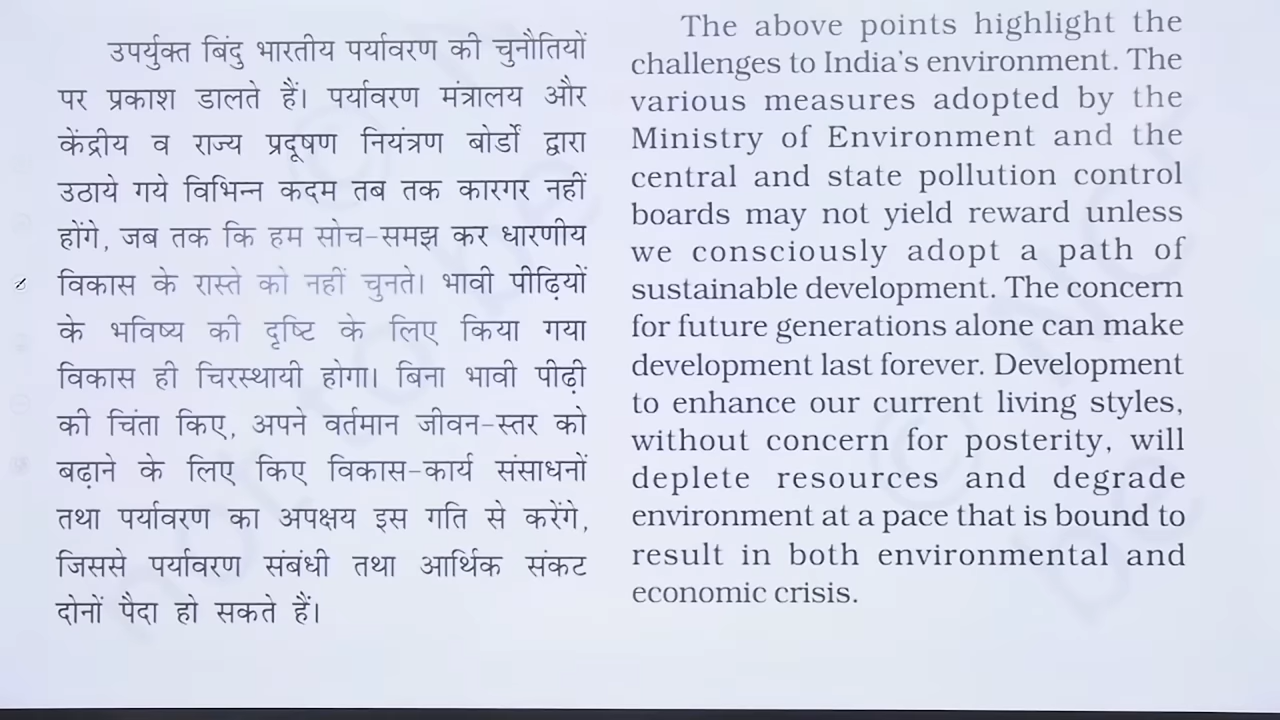 उपर्युक्त बिंदु भारतीय पर्यावरण की चुनौतियों
पर प्रकाश डालते हैं। पर्यावरण मंत्रालय और
केंद्रीय व राज्य प्रदूषण नियंत्रण बोर्डों द्वारा
उठाये गये विभिन्न कदम तब तक कारगर नहीं
होंगे, जब तक कि हम सोच-समझ कर धारणीय
विकास के रास्ते को नहीं चुनते। भावी पीढ़ियों
के भविष्य की दृष्टि के लिए किया गया
विकास ही चिरस्थायी होगा। बिना भावी पीढ़ी
की चिंता किए, अपने वर्तमान जीवन-स्तर को
बढ़ाने के लिए किए विकास-कार्य संसाधनों
तथा पर्यावरण का अपक्षय इस गति से करेंगे,
जिससे पर्यावरण संबंधी तथा आर्थिक संकट
दोनों पैदा हो सकते हैं।
The above points highlight the
challenges to India's environment. The
various measures adopted by the
Ministry of Environment and the
central and state pollution control
boards may not yield reward unless
we consciously adopt a path of
sustainable development. The concern
for future generations alone can make
development last forever. Development
to enhance our current living styles,
without concern for posterity, will
deplete resources and degrade
environment at a pace that is bound to
result in both environmental and
economic crisis.